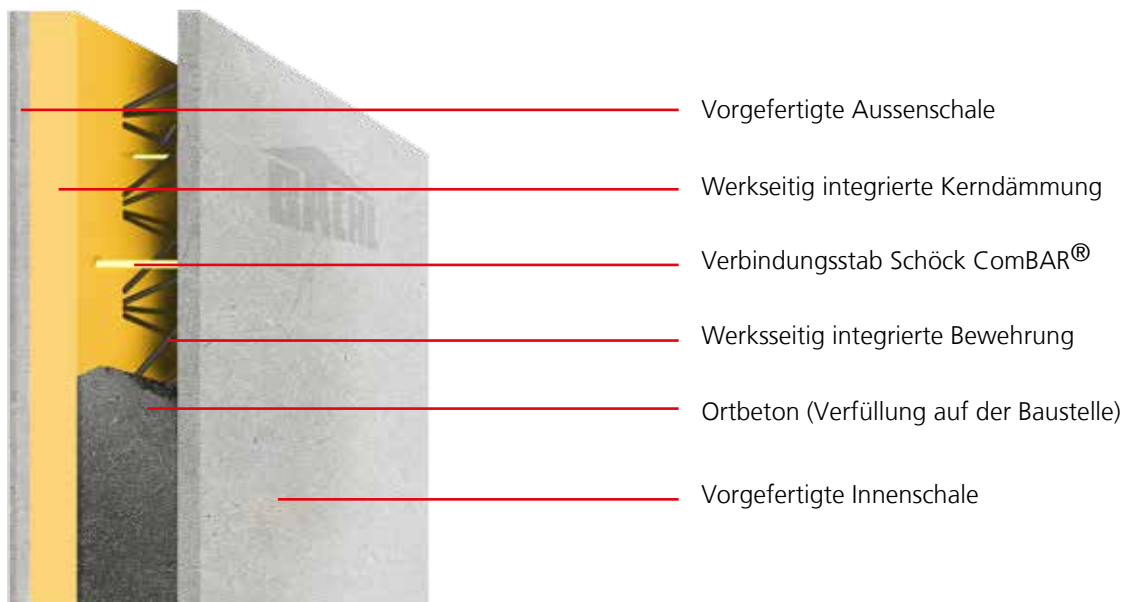 Vorgefertigte Aussenschale
Werkseitig integrierte Kerndämmung
Verbindungsstab Schöck ComBAR®
Werksseitig integrierte Bewehrung
Ortbeton (Verfüllung auf der Baustelle)
Vorgefertigte Innenschale